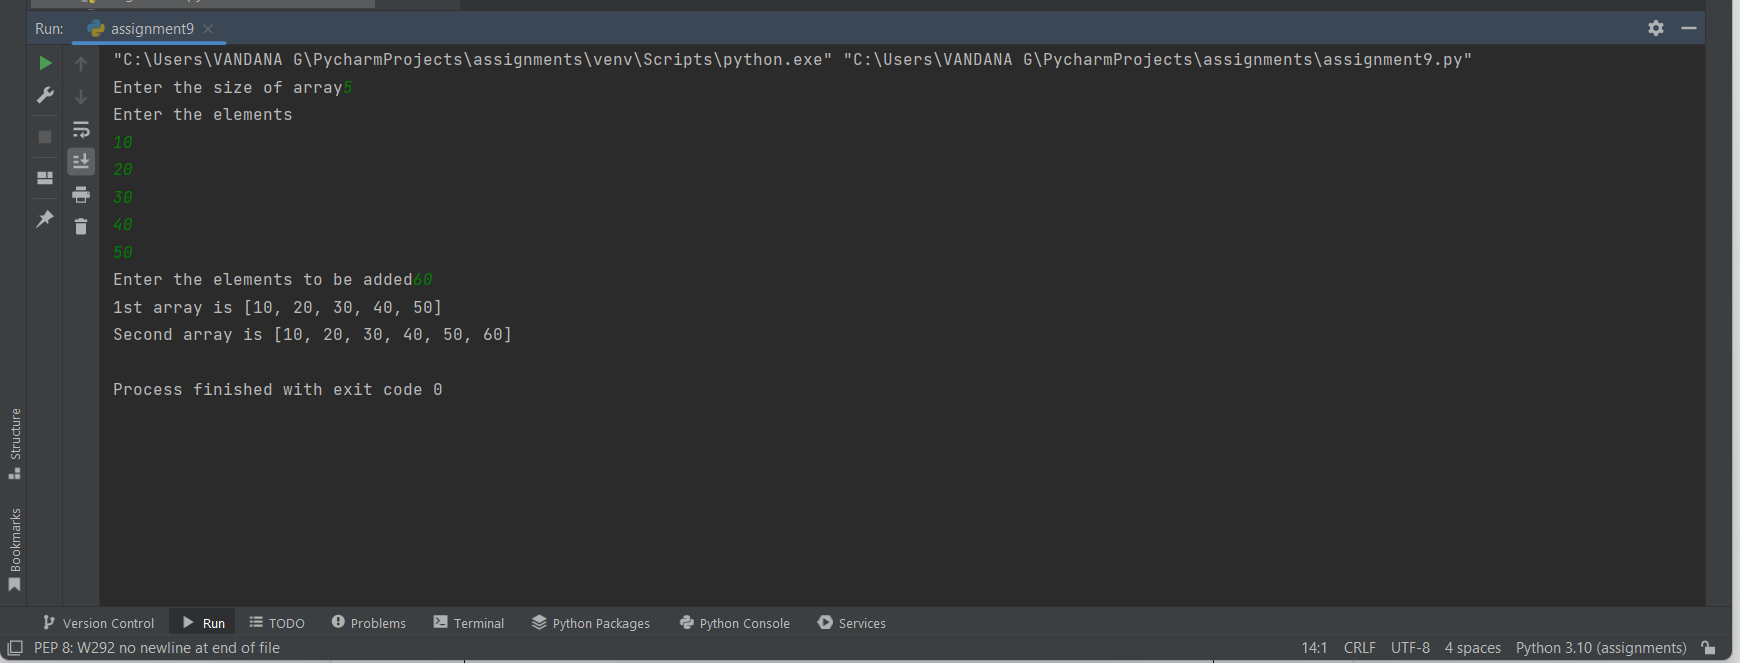 Run: assignment9
"C:\Users\VANDANA G\PycharmProjects\assignments\venv\Scripts\python.exe" "C:\Users\VANDANA G\PycharmProjects\assignments\assignment9.py"
Enter the size of array5
Enter the elements
10
20
30
40
50
Enter the elements to be added60
1st array is [10, 20, 30, 40, 50]
Second array is [10, 20, 30, 40, 50, 60]
Process finished with exit code 0
Structure
Bookmarks
Version Control Run TODO Problems Terminal Python Packages Python Console Services
PEP 8: W292 no newline at end of file 14:1 CRLF UTF-8 4 spaces Python 3.10 (assignments)